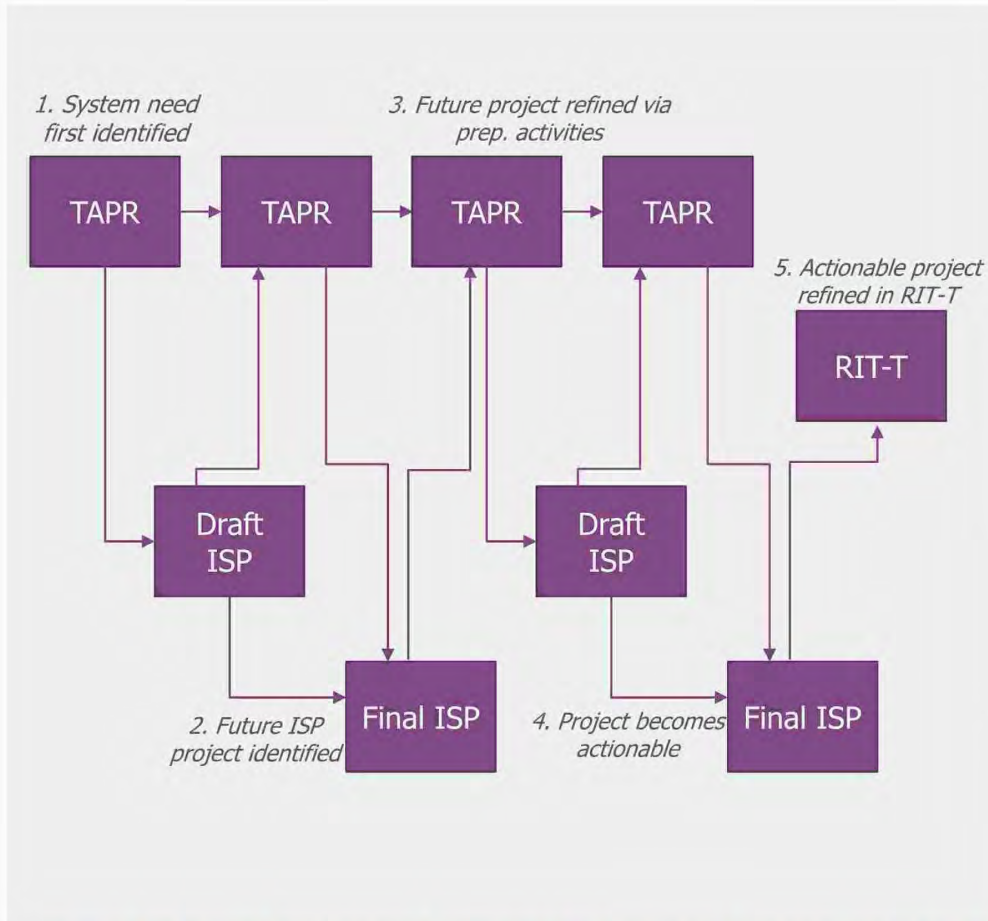 1. System need
first identified
3. Future project refined via
prep. activities
TAPR
TAPR
TAPR
TAPR
5. Actionable project
refined in RIT-T
RIT-T
Draft
ISP
Draft
ISP
2. Future ISP
project identified
Final ISP
4. Project becomes
actionable
Final ISP